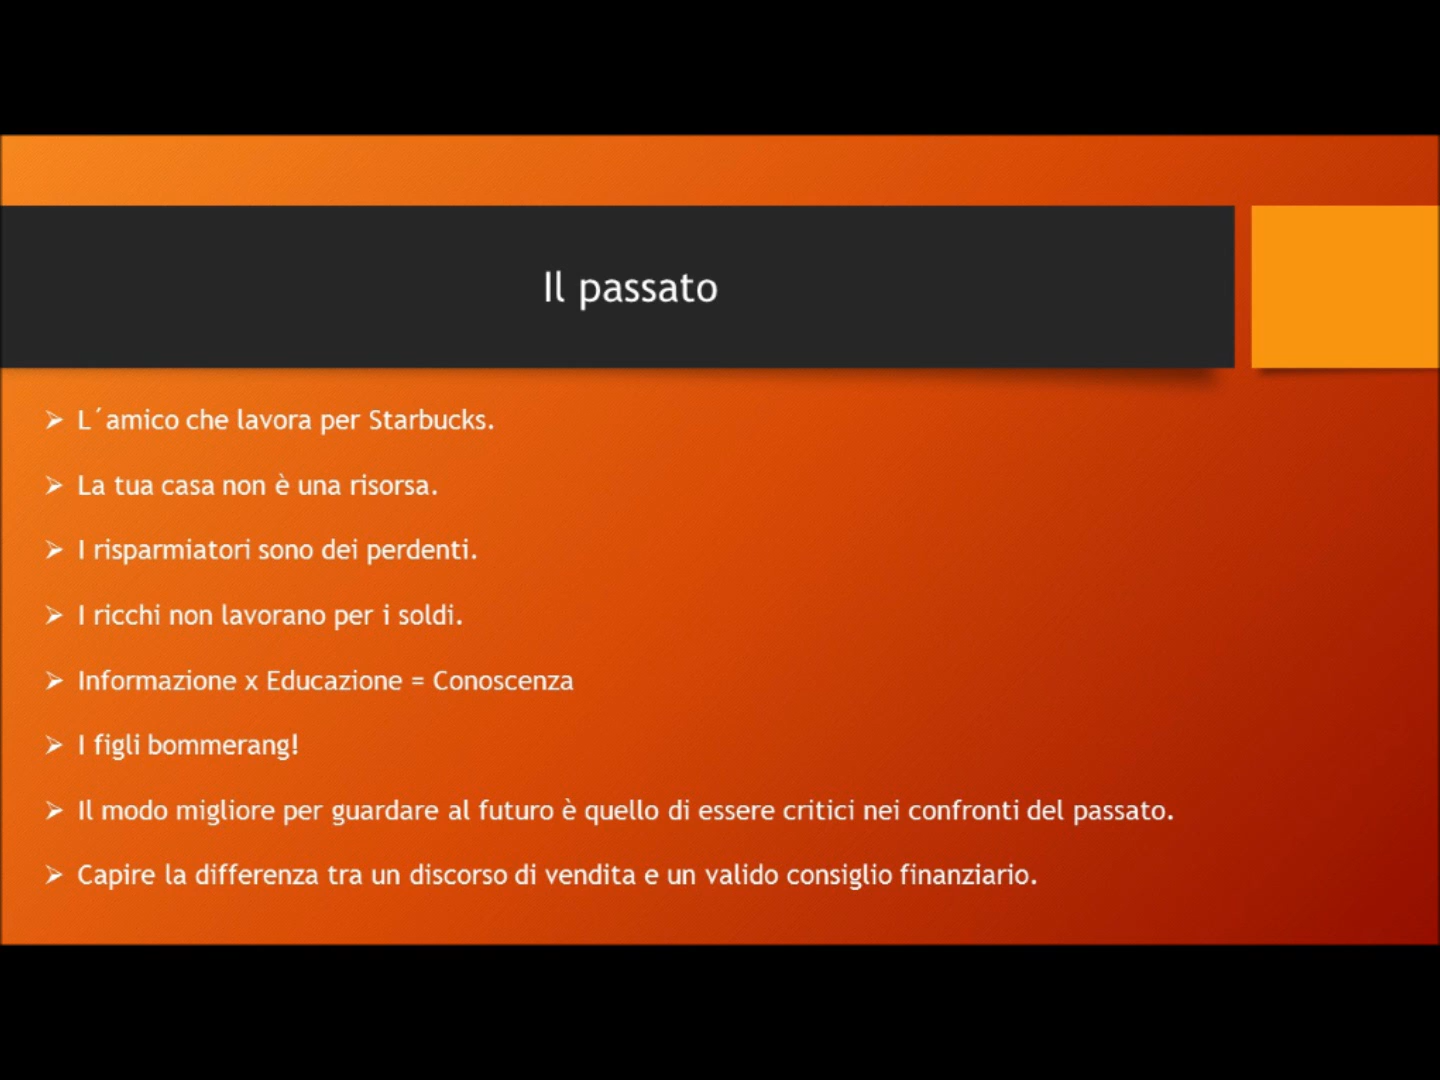 Il passato
L´amico che lavora per Starbucks.
La tua casa non è una risorsa.
I risparmiatori sono dei perdenti.
I ricchi non lavorano per i soldi.
Informazione x Educazione = Conoscenza
I figli bommerang!
Il modo migliore per guardare al futuro è quello di essere critici nei confronti del passato.
Capire la differenza tra un discorso di vendita e un valido consiglio finanziario.